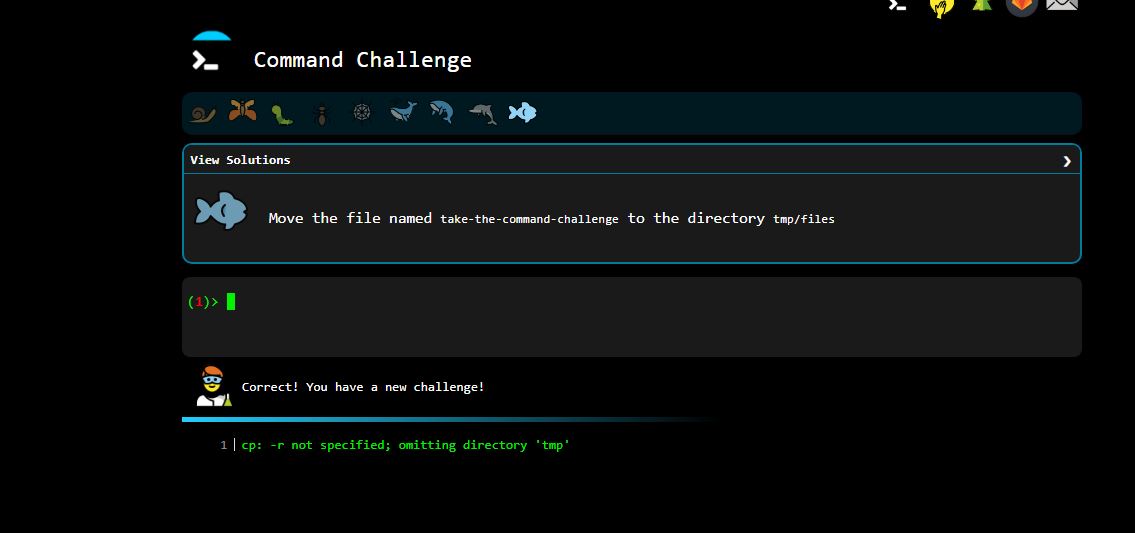 Command Challenge
View Solutions
Move the file named take-the-command-challenge to the directory tmp/files
(1)>
Correct! You have a new challenge!
1 cp: -r not specified; omitting directory 'tmp'